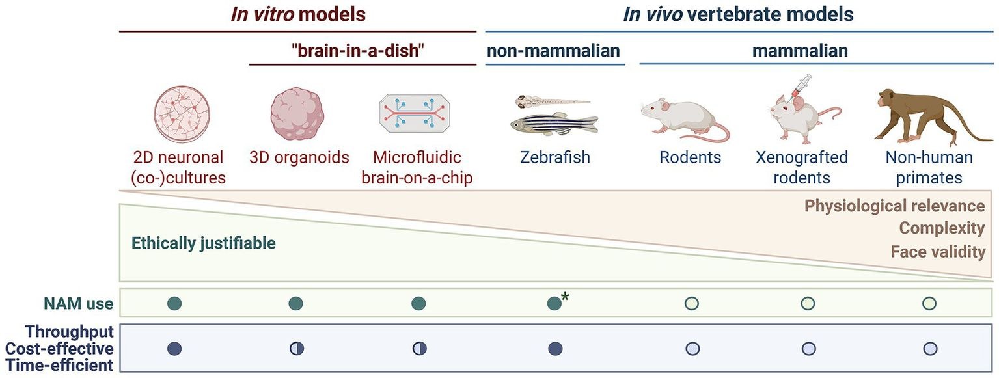 In vitro models
In vivo vertebrate models
"brain-in-a-dish"
non-mammalian
mammalian
2D neuronal
(co-)cultures
3D organoids
Microfluidic
brain-on-a-chip
Zebrafish
Rodents
Xenografted
rodents
Non-human
primates
Physiological relevance
Complexity
Face validity
Ethically justifiable
NAM use
*
Throughput
Cost-effective
Time-efficient